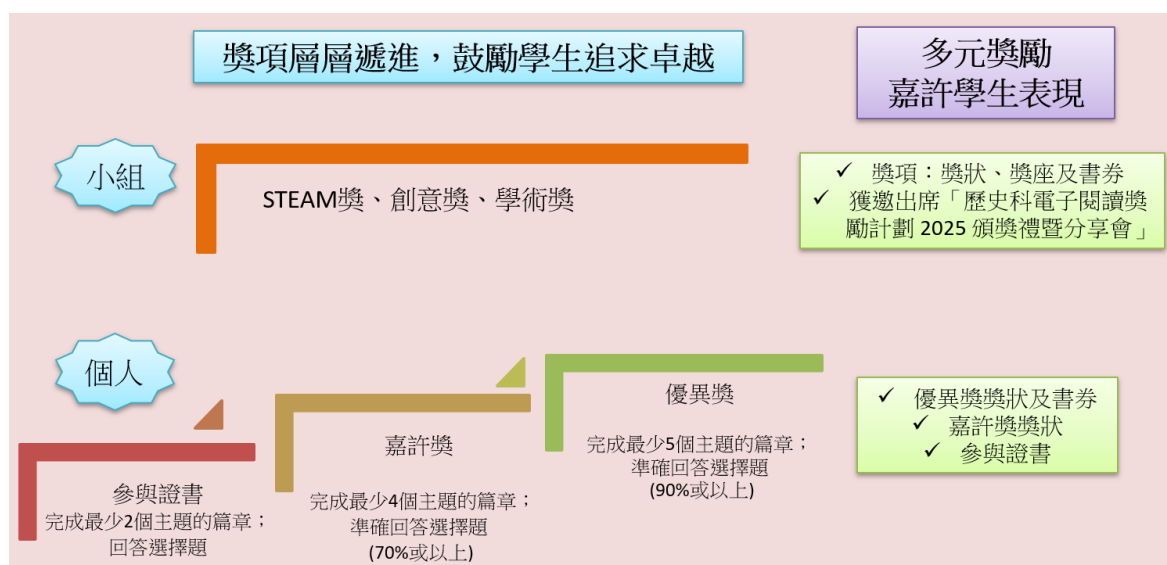 獎項層層遞進，鼓勵學生追求卓越
多元獎勵
嘉許學生表現
小組
STEAM獎、創意獎、學術獎
✓ 獎項：獎狀、獎座及書券
✓ 獲邀出席「歷史科電子閱讀獎
勵計劃 2025 頒獎禮暨分享會」
個人
參與證書
完成最少2個主題的篇章；
回答選擇題
嘉許獎
完成最少4個主題的篇章；
準確回答選擇題
(70%或以上)
優異獎
完成最少5個主題的篇章；
準確回答選擇題
(90%或以上)
✓ 優異獎獎狀及書券
✓ 嘉許獎獎狀
✓ 參與證書